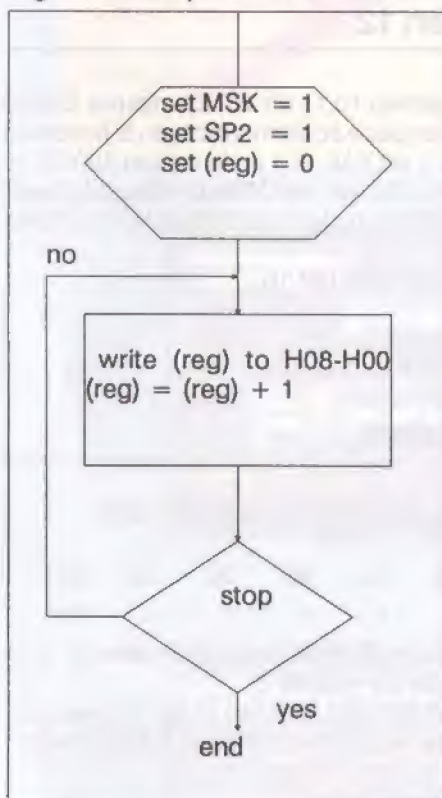 set MSK = 1
set SP2 = 1
set (reg) = 0
no
write (reg) to H08-H00
(reg) = (reg) + 1
stop
yes
end